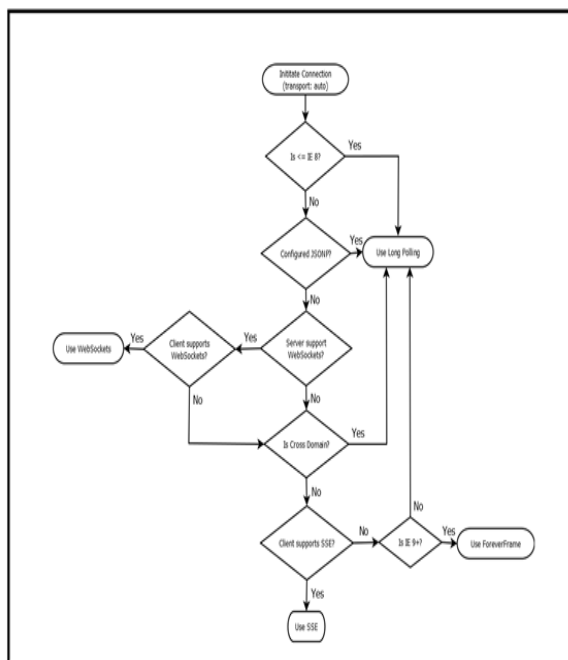 Inititate Connection
(transport: auto)
Is <= IE 8?
Yes
No
Configured JSONP?
Yes
Use Long Polling
No
Use WebSockets
Yes
Client supports
WebSockets?
Yes
Server support
WebSockets?
No
No
Is Cross Domain?
Yes
No
No
Client supports SSE?
No
Is IE 9+?
Yes
Use ForeverFrame
Yes
Use SSE